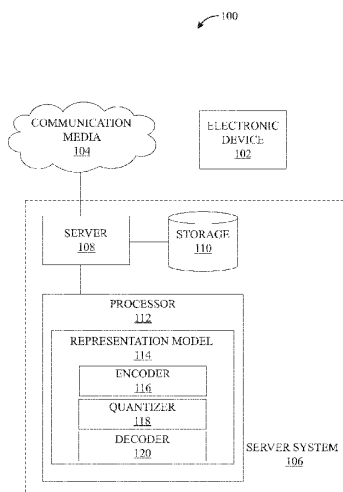 100
COMMUNICATION
MEDIA
104
ELECTRONIC
DEVICE
102
SERVER
108
STORAGE
110
PROCESSOR
112
REPRESENTATION MODEL
114
ENCODER
116
QUANTIZER
118
DECODER
120
SERVER SYSTEM
106